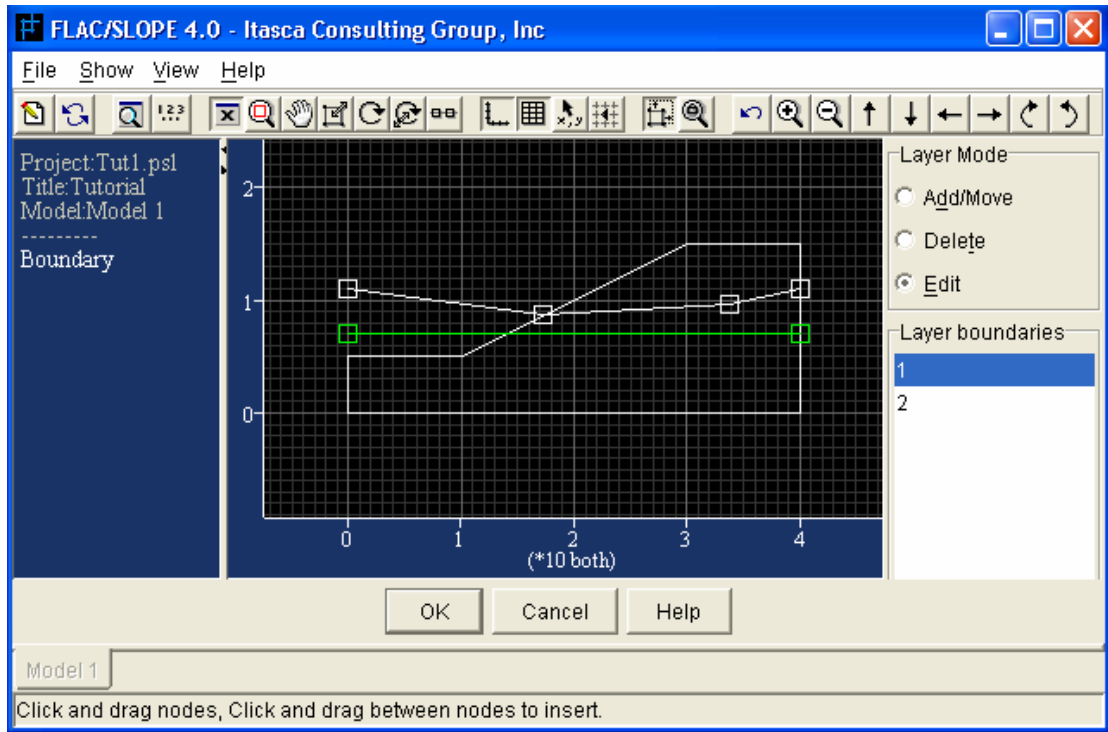 FLAC/SLOPE 4.0 - Itasca Consulting Group, Inc
File Show View Help
1 2 3
x,y
Project:Tut1.psl
Title:Tutorial
Model:Model 1
---------
Boundary
2
1
0
0 1 2 3 4
(*10 both)
Layer Mode
Add/Move
Delete
Edit
Layer boundaries
1
2
OK Cancel Help
Model 1
Click and drag nodes, Click and drag between nodes to insert.